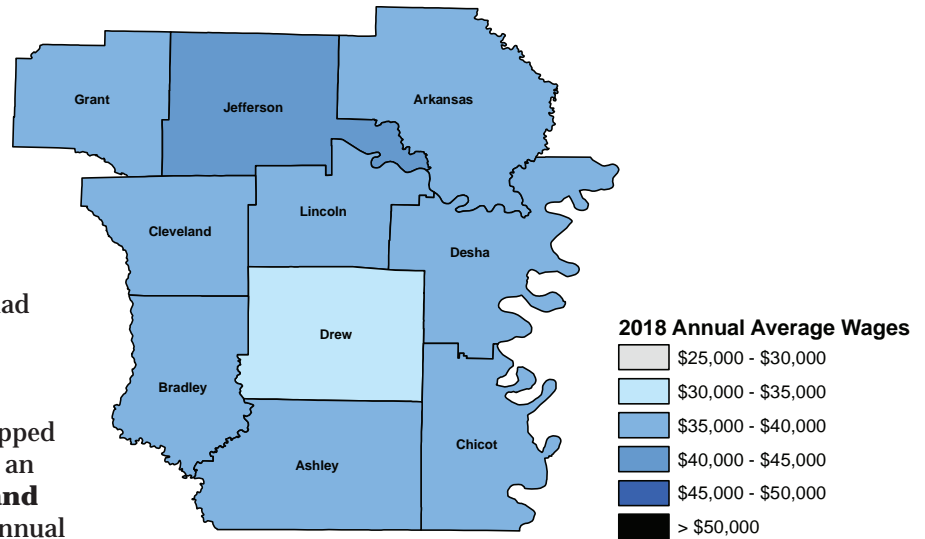 Grant
Jefferson
Arkansas
Lincoln
Cleveland
Desha
Drew
Bradley
Ashley
Chicot
pped
an
and
nnual
2018 Annual Average Wages
$25,000 - $30,000
$30,000 - $35,000
$35,000 - $40,000
$40,000 - $45,000
$45,000 - $50,000
> $50,000